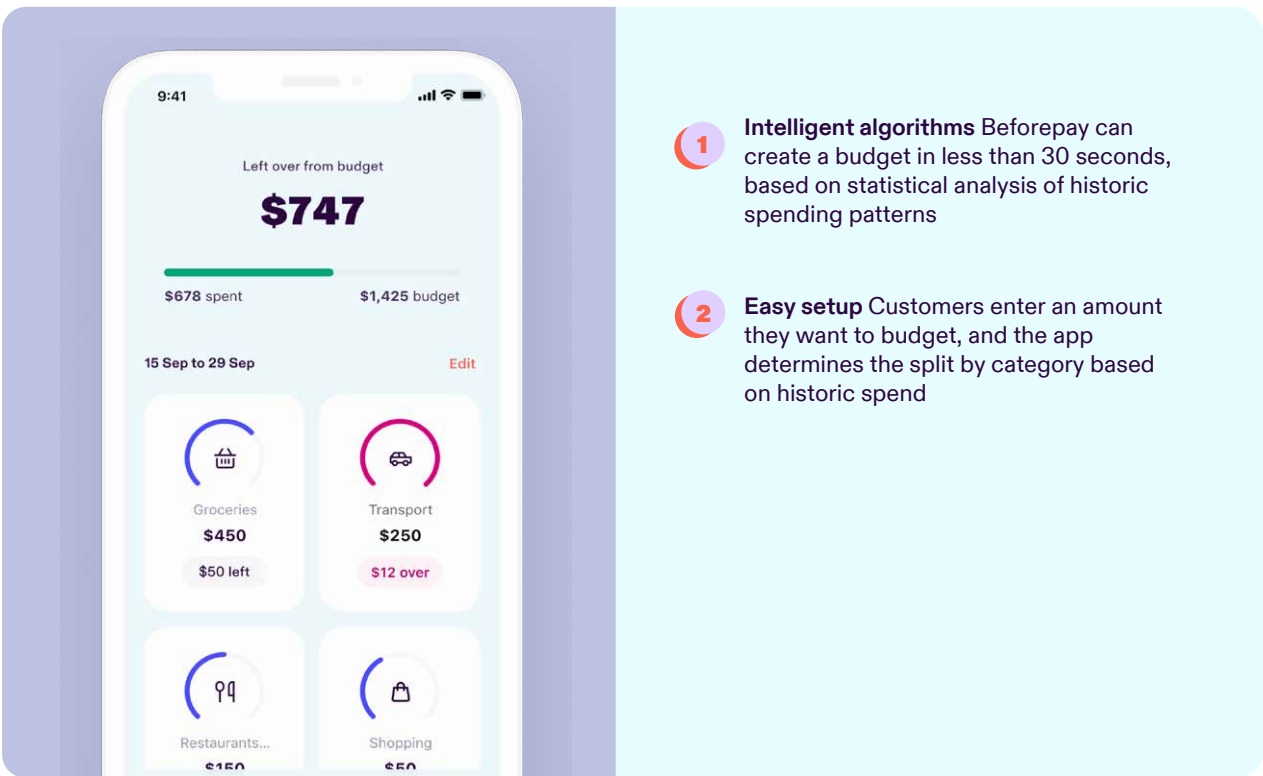 9:41
Left over from budget
$747
$678 spent
$1,425 budget
15 Sep to 29 Sep
Edit
Groceries
$450
$50 left
Transport
$250
$12 over
Restaurants...
$150
Shopping
$50
1
Intelligent algorithms Beforepay can
create a budget in less than 30 seconds,
based on statistical analysis of historic
spending patterns
2
Easy setup Customers enter an amount
they want to budget, and the app
determines the split by category based
on historic spend